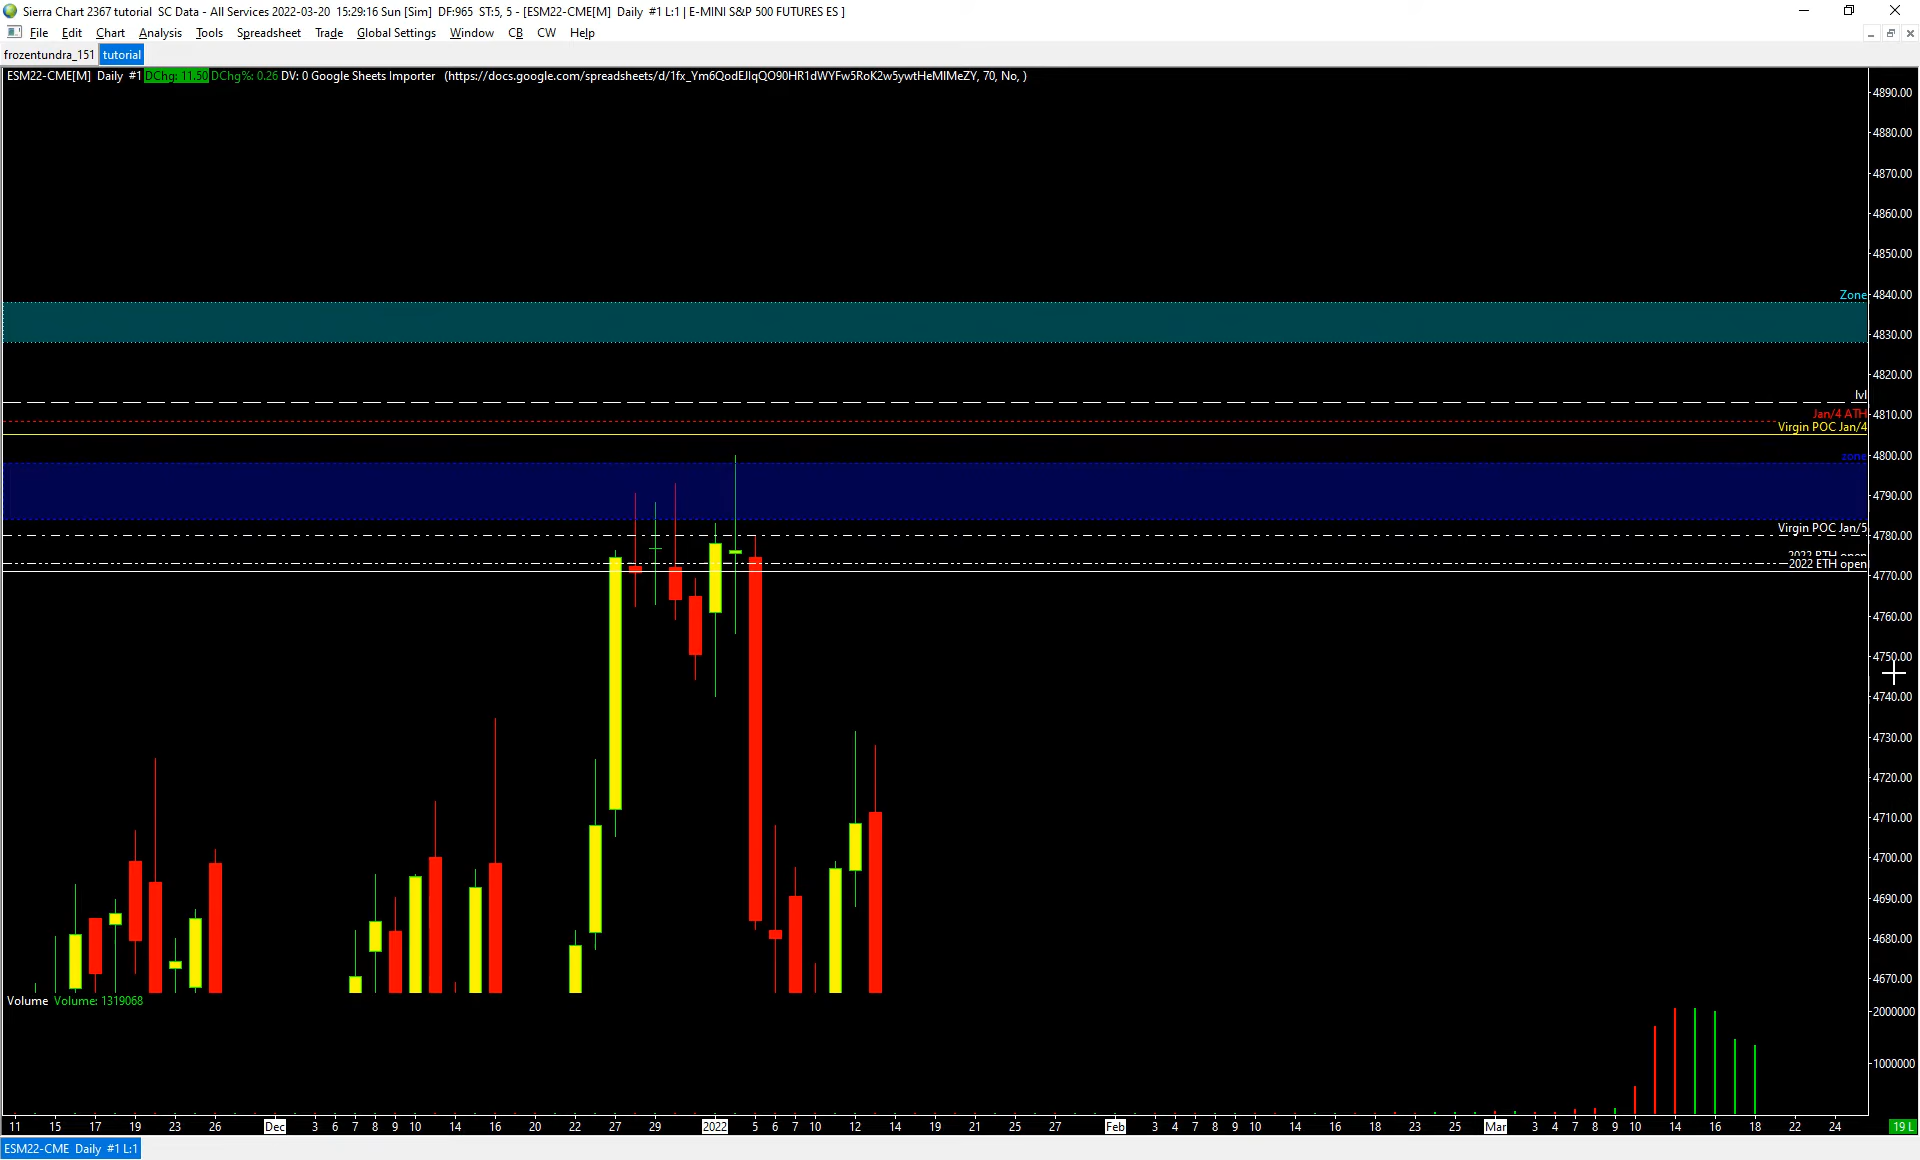 Sierra Chart 2367 tutorial SC Data - All Services 2022-03-20 15:29:16 Sun [Sim] DF:965 ST:5, 5 - [ESM22-CME[M] Daily #1 L:1 | E-MINI S&P 500 FUTURES ES ]
File Edit Chart Analysis Tools Spreadsheet Trade Global Settings Window CB CW Help
frozentundra_151 tutorial
ESM22-CME[M] Daily #1 DChg: 11.50 DChg%: 0.26 DV: 0 Google Sheets Importer
4890.00
4880.00
4870.00
4860.00
4850.00
Zone 4840.00
4830.00
4820.00
lvl
Jan/4 ATH 4810.00
Virgin POC Jan/4
zone 4800.00
4790.00
Virgin POC Jan/5
4780.00
2022 RTH open
2022 ETH open
4770.00
4760.00
4750.00
4740.00
4730.00
4720.00
4710.00
4700.00
4690.00
4680.00
4670.00
Volume Volume: 1319068
2000000
1000000
11 15 17 19 23 26 Dec 3 6 7 8 9 10 14 16 20 22 27 29 2022 5 6 7 10 12 14 19 21 25 27 Feb 3 4 7 8 9 10 14 16 18 23 25 Mar 3 4 7 8 9 10 14 16 18 22 24 19 L
ESM22-CME Daily #1 L:1